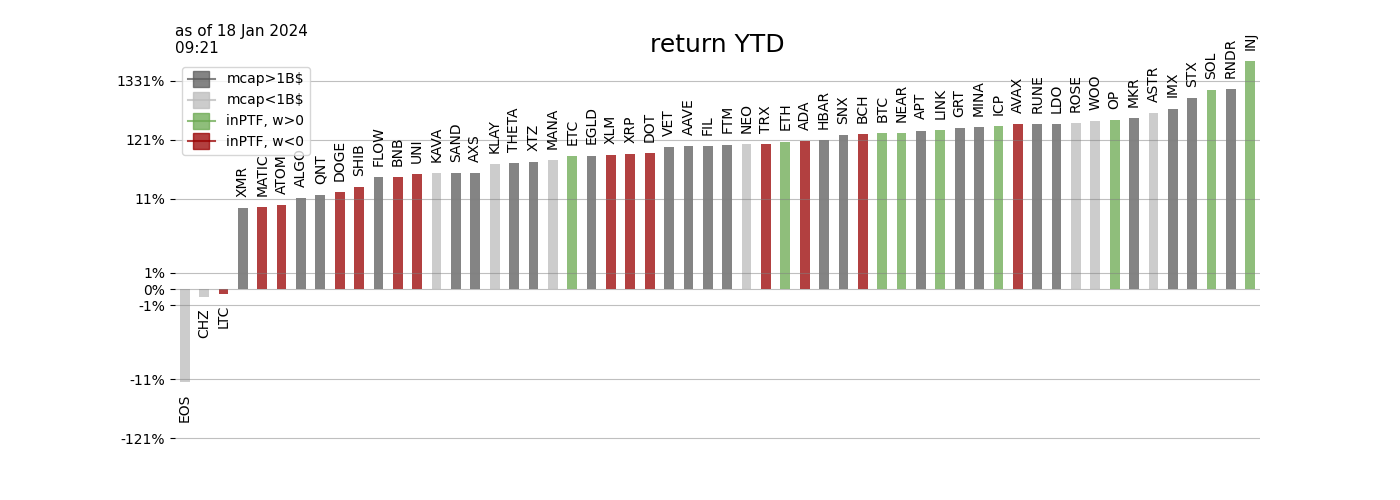 as of 18 Jan 2024
09:21
return YTD
mcap>1B$
mcap<1B$
inPTF, w>0
inPTF, w<0
1331%
121%
11%
1%
0%
-1%
-11%
-121%
EOS
CHZ
LTC
XMR
MATIC
ATOM
ALGO
QNT
DOGE
SHIB
FLOW
BNB
UNI
KAVA
SAND
AXS
KLAY
THETA
XTZ
MANA
ETC
EGLD
XLM
XRP
DOT
VET
AAVE
FIL
FTM
NEO
TRX
ETH
ADA
HBAR
SNX
BCH
BTC
NEAR
APT
LINK
GRT
MINA
ICP
AVAX
RUNE
LDO
ROSE
WOO
OP
MKR
ASTR
IMX
STX
SOL
RNDR
INJ